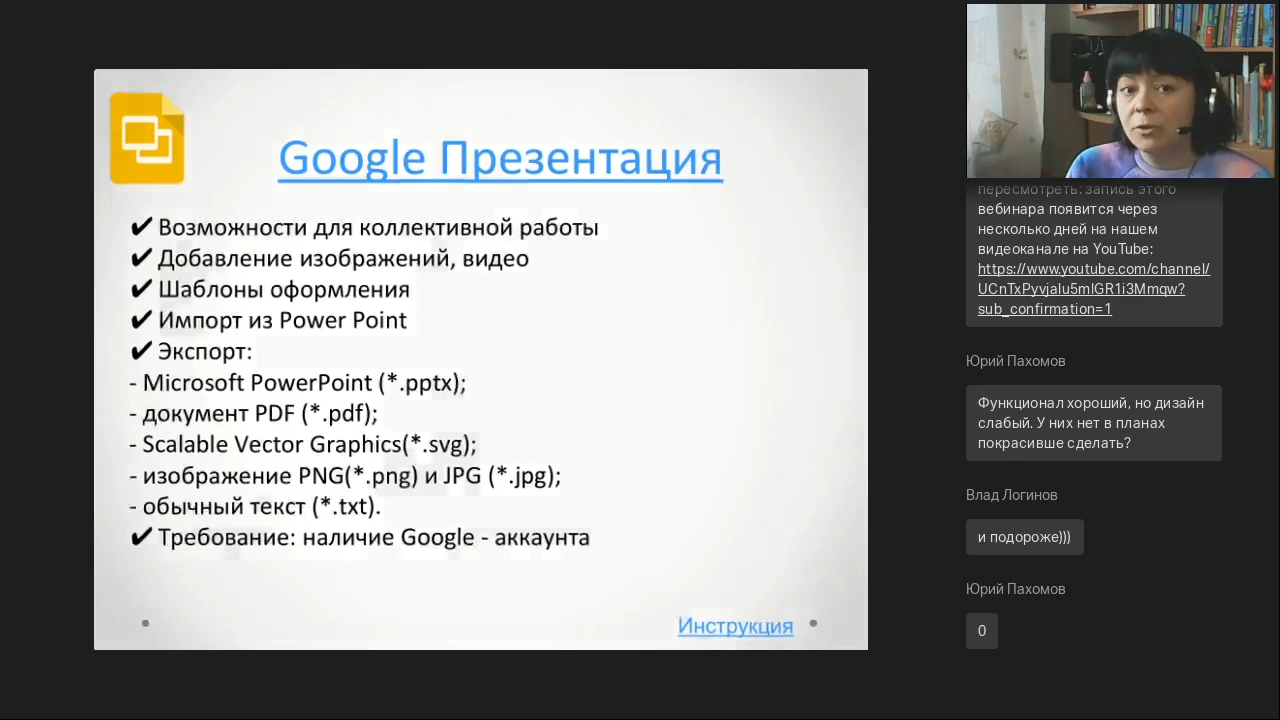 Google Презентация
✔ Возможности для коллективной работы
✔ Добавление изображений, видео
✔ Шаблоны оформления
✔ Импорт из Power Point
✔ Экспорт:
- Microsoft PowerPoint (*.pptx);
- документ PDF (*.pdf);
- Scalable Vector Graphics(*.svg);
- изображение PNG(*.png) и JPG (*.jpg);
- обычный текст (*.txt).
✔ Требование: наличие Google - аккаунта
Инструкция
пересмотреть: запись этого
вебинара появится через
несколько дней на нашем
видеоканале на YouTube:
https://www.youtube.com/channel/
UCnTxPyvjalu5mlGR1i3Mmqw?
sub_confirmation=1
Юрий Пахомов
Функционал хороший, но дизайн
слабый. У них нет в планах
покрасивше сделать?
Влад Логинов
и подороже)))
Юрий Пахомов
0